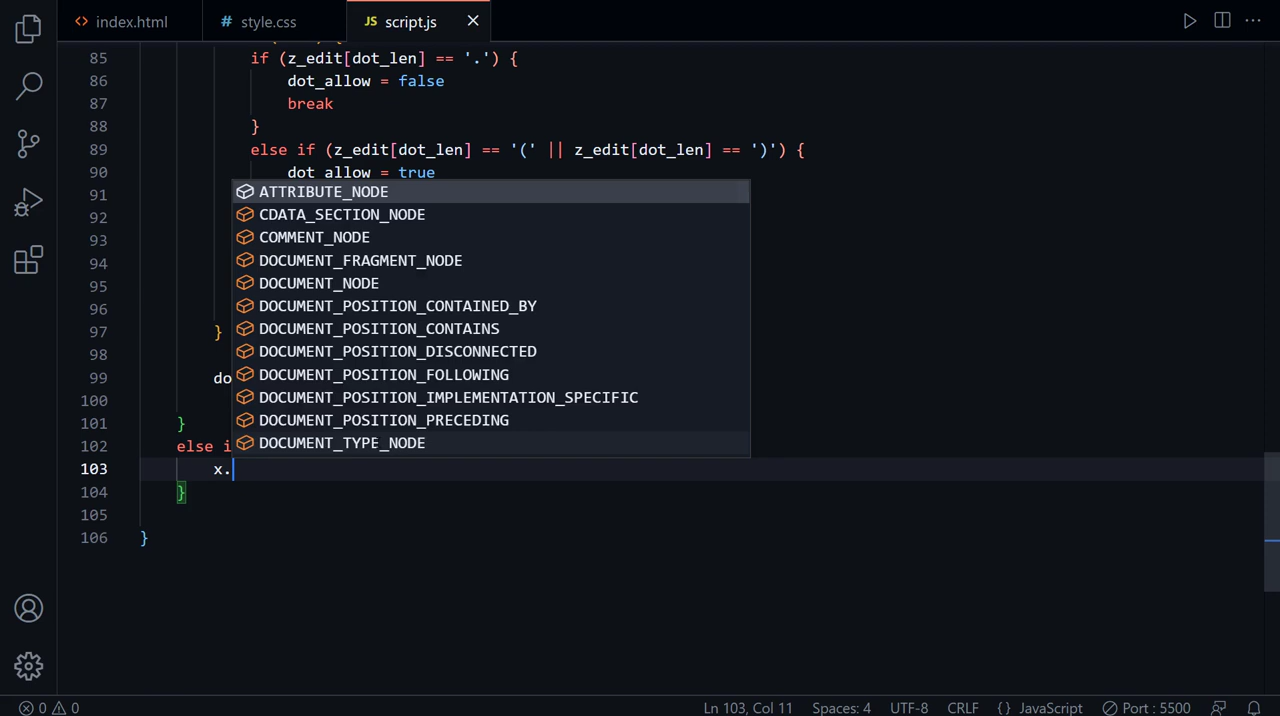 <> index.html # style.css JS script.js ×
85 if (z_edit[dot_len] == '.') {
86 dot_allow = false
87 break
88 }
89 else if (z_edit[dot_len] == '(' || z_edit[dot_len] == ')') {
90 dot_allow = true
91 ATTRIBUTE_NODE
92 CDATA_SECTION_NODE
93 COMMENT_NODE
94 DOCUMENT_FRAGMENT_NODE
95 DOCUMENT_NODE
96 DOCUMENT_POSITION_CONTAINED_BY
97 } DOCUMENT_POSITION_CONTAINS
98 DOCUMENT_POSITION_DISCONNECTED
99 do DOCUMENT_POSITION_FOLLOWING
100 DOCUMENT_POSITION_IMPLEMENTATION_SPECIFIC
101 } DOCUMENT_POSITION_PRECEDING
102 else i DOCUMENT_TYPE_NODE
103 x.
104 }
105
106 }
0 0 Ln 103, Col 11 Spaces: 4 UTF-8 CRLF {} JavaScript Port : 5500